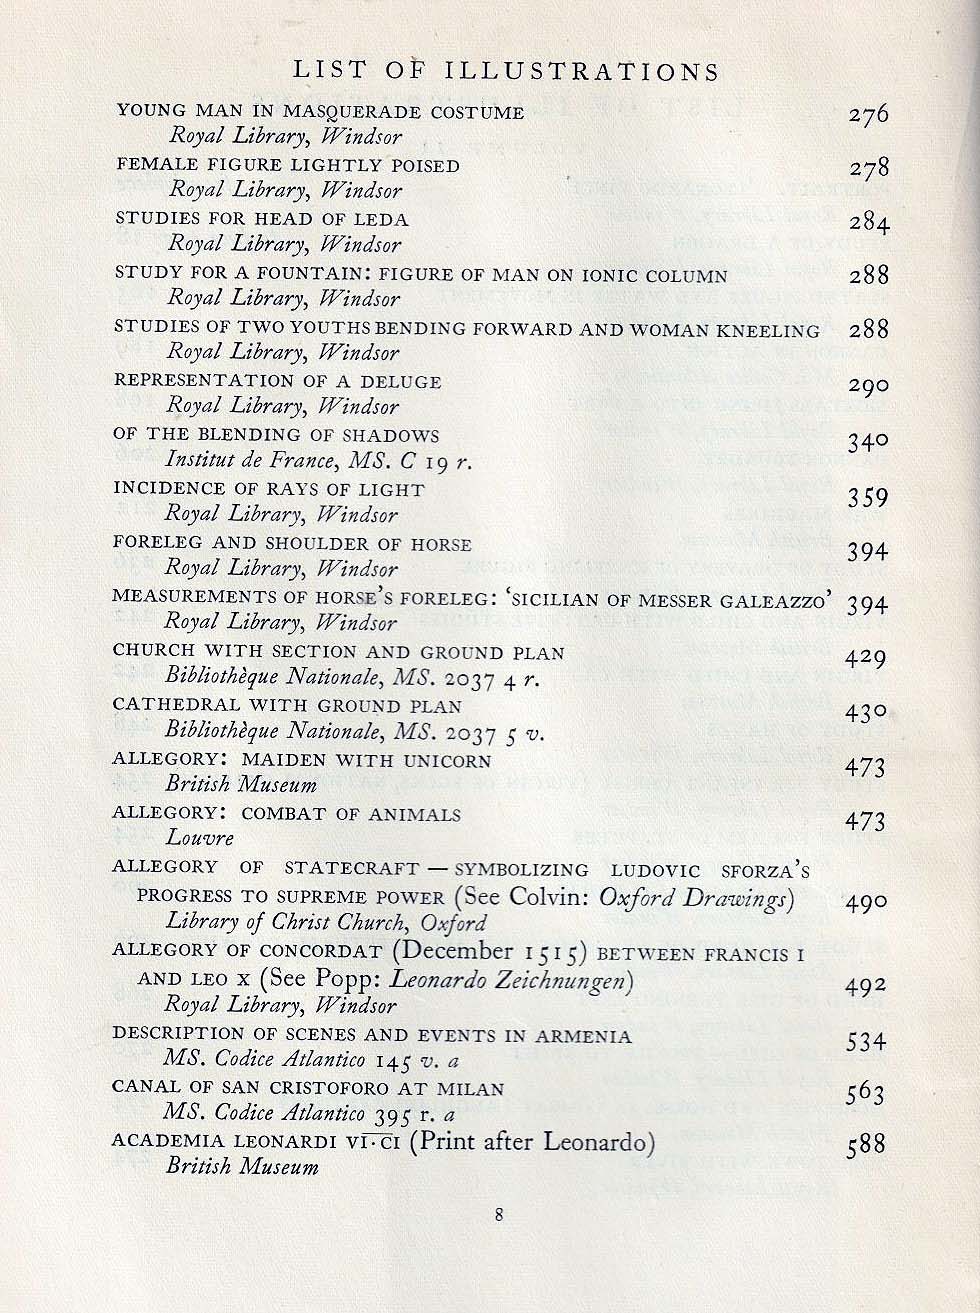 LIST OF ILLUSTRATIONS
YOUNG MAN IN MASQUERADE COSTUME 276
Royal Library, Windsor
FEMALE FIGURE LIGHTLY POISED 278
Royal Library, Windsor
STUDIES FOR HEAD OF LEDA 284
Royal Library, Windsor
STUDY FOR A FOUNTAIN: FIGURE OF MAN ON IONIC COLUMN 288
Royal Library, Windsor
STUDIES OF TWO YOUTHS BENDING FORWARD AND WOMAN KNEELING 288
Royal Library, Windsor
REPRESENTATION OF A DELUGE 290
Royal Library, Windsor
OF THE BLENDING OF SHADOWS 340
Institut de France, MS. C 19 r.
INCIDENCE OF RAYS OF LIGHT 359
Royal Library, Windsor
FORELEG AND SHOULDER OF HORSE 394
Royal Library, Windsor
MEASUREMENTS OF HORSE'S FORELEG: 'SICILIAN OF MESSER GALEAZZO' 394
Royal Library, Windsor
CHURCH WITH SECTION AND GROUND PLAN 429
Bibliothèque Nationale, MS. 2037 4 r.
CATHEDRAL WITH GROUND PLAN 430
Bibliothèque Nationale, MS. 2037 5 v.
ALLEGORY: MAIDEN WITH UNICORN 473
British Museum
ALLEGORY: COMBAT OF ANIMALS 473
Louvre
ALLEGORY OF STATECRAFT — SYMBOLIZING LUDOVIC SFORZA'S
PROGRESS TO SUPREME POWER (See Colvin: Oxford Drawings) 490
Library of Christ Church, Oxford
ALLEGORY OF CONCORDAT (December 1515) BETWEEN FRANCIS I
AND LEO X (See Popp: Leonardo Zeichnungen) 492
Royal Library, Windsor
DESCRIPTION OF SCENES AND EVENTS IN ARMENIA 534
MS. Codice Atlantico 145 v. a
CANAL OF SAN CRISTOFORO AT MILAN 563
MS. Codice Atlantico 395 r. a
ACADEMIA LEONARDI VI·CI (Print after Leonardo) 588
British Museum
8